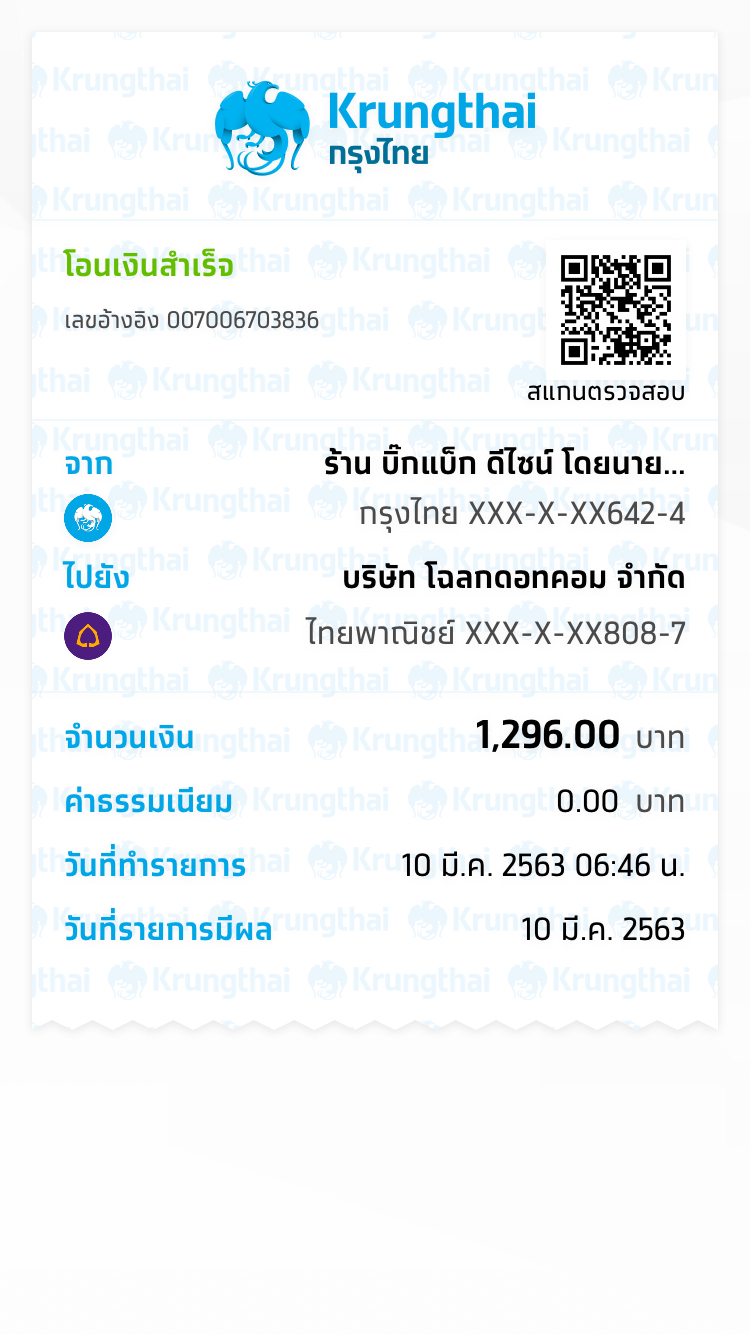 Krungthai
กรุงไทย
โอนเงินสำเร็จ
เลขอ้างอิง 007006703836
สแกนตรวจสอบ
จาก ร้าน บิ๊กแบ็ก ดีไซน์ โดยนาย...
กรุงไทย XXX-X-XX642-4
ไปยัง บริษัท โฉลกดอทคอม จำกัด
ไทยพาณิชย์ XXX-X-XX808-7
จำนวนเงิน 1,296.00 บาท
ค่าธรรมเนียม 0.00 บาท
วันที่ทำรายการ 10 มี.ค. 2563 06:46 น.
วันที่รายการมีผล 10 มี.ค. 2563